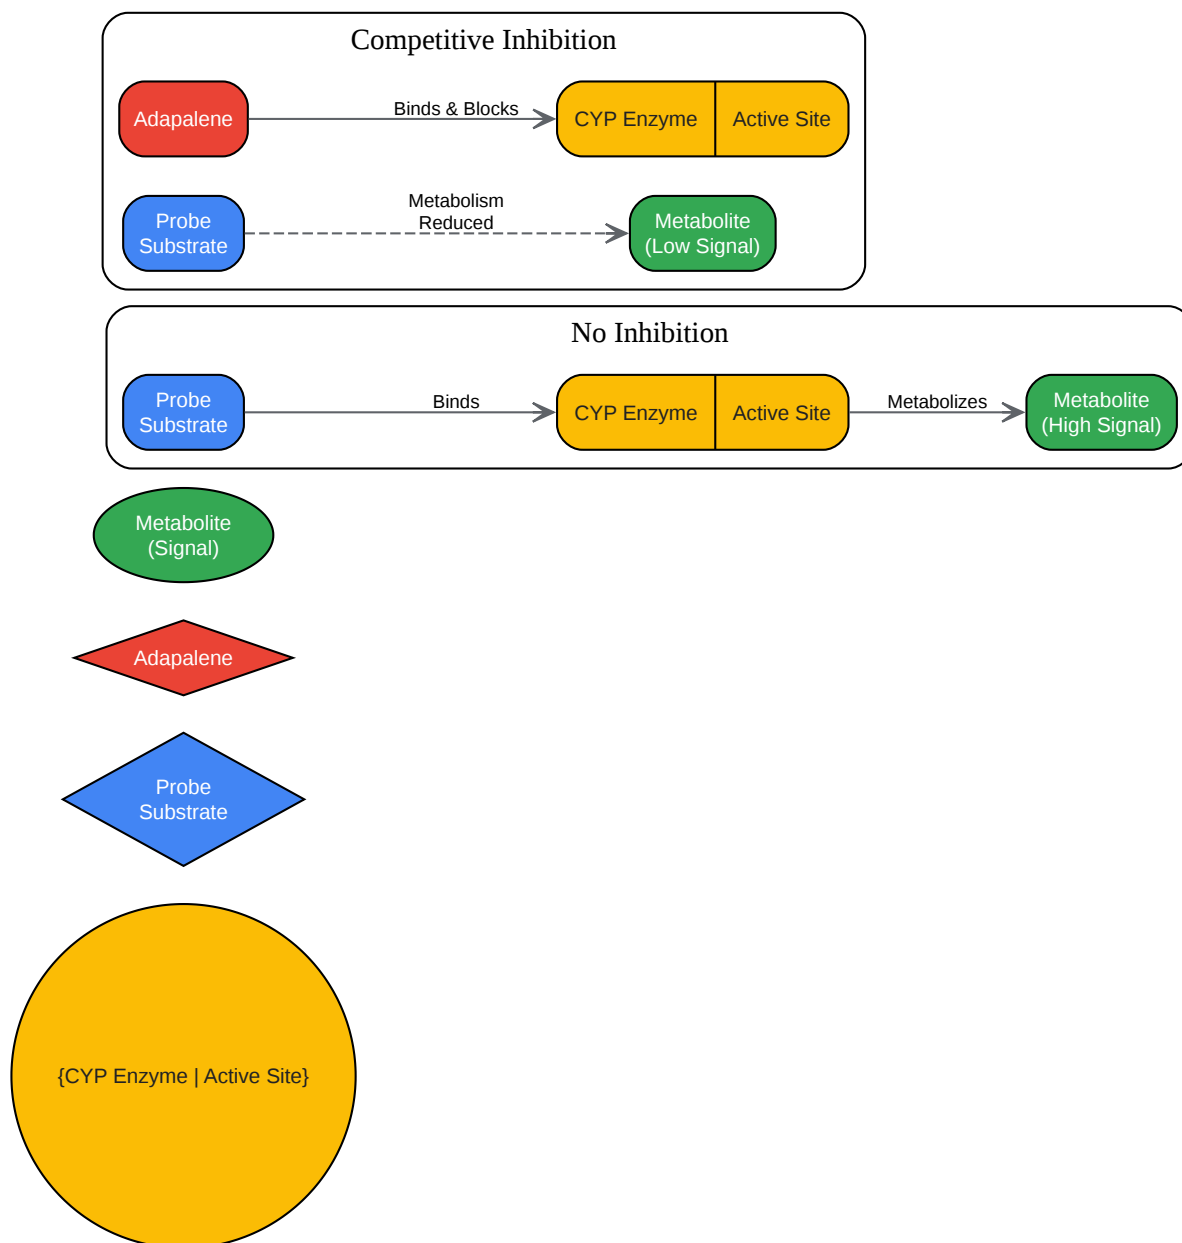 Competitive Inhibition
Adapalene
Binds & Blocks
CYP Enzyme
Active Site
Probe
Substrate
Metabolism
Reduced
Metabolite
(Low Signal)
No Inhibition
Probe
Substrate
Binds
CYP Enzyme
Active Site
Metabolizes
Metabolite
(High Signal)
Metabolite
(Signal)
Adapalene
Probe
Substrate
{CYP Enzyme | Active Site}